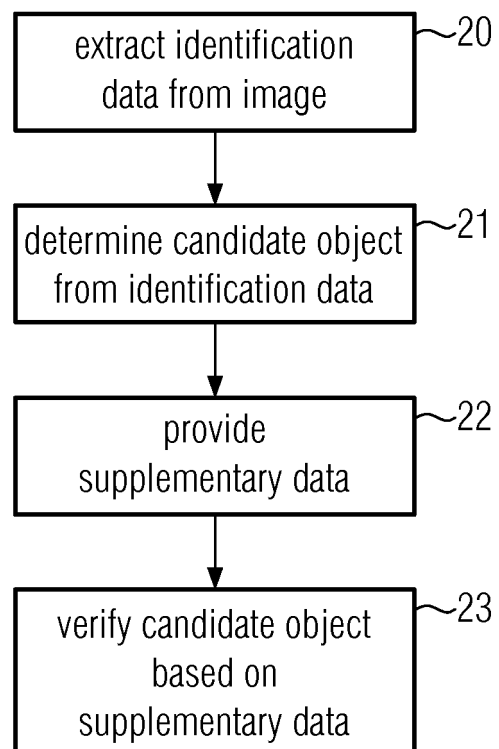 extract identification
data from image
20
determine candidate object
from identification data
21
provide
supplementary data
22
verify candidate object
based on
supplementary data
23